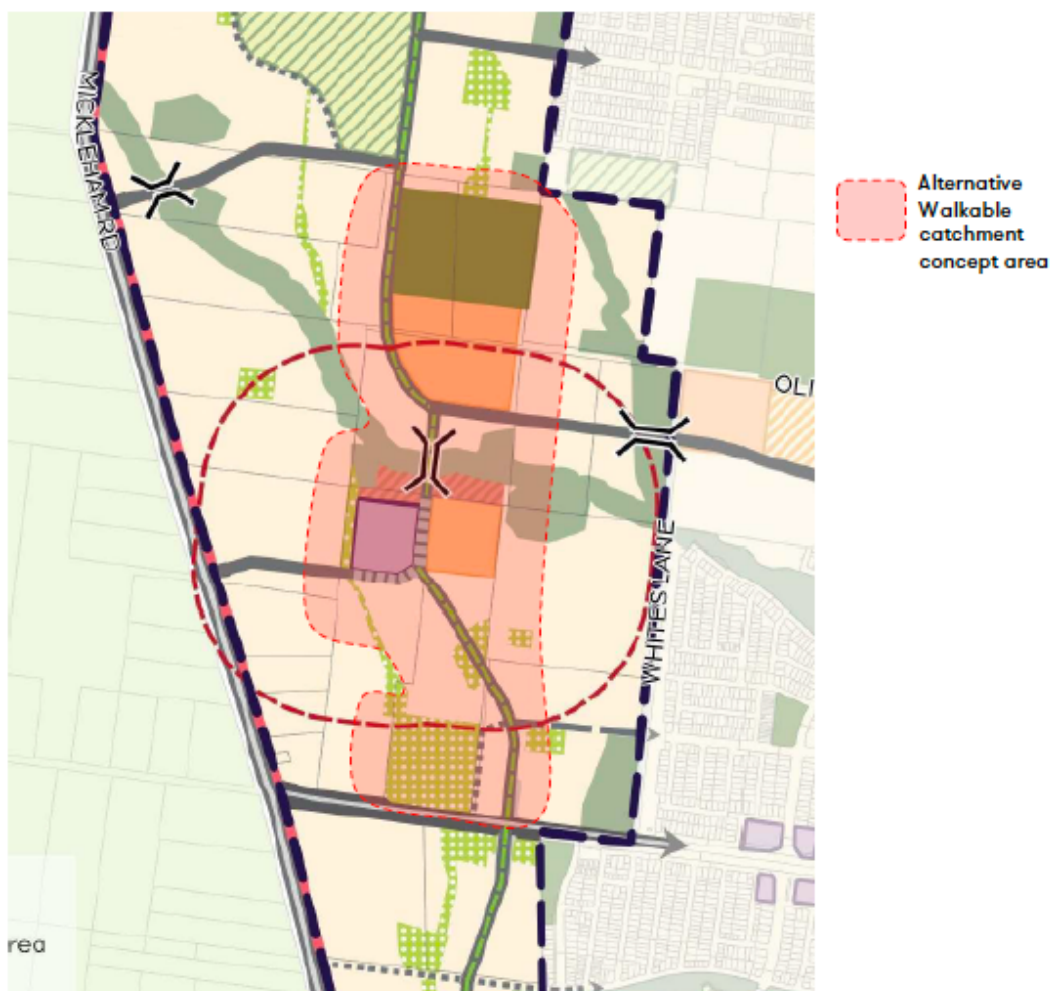 MICKLEHAM RD
Alternative
Walkable
catchment
concept area
OLI
WHITES LANE
rea